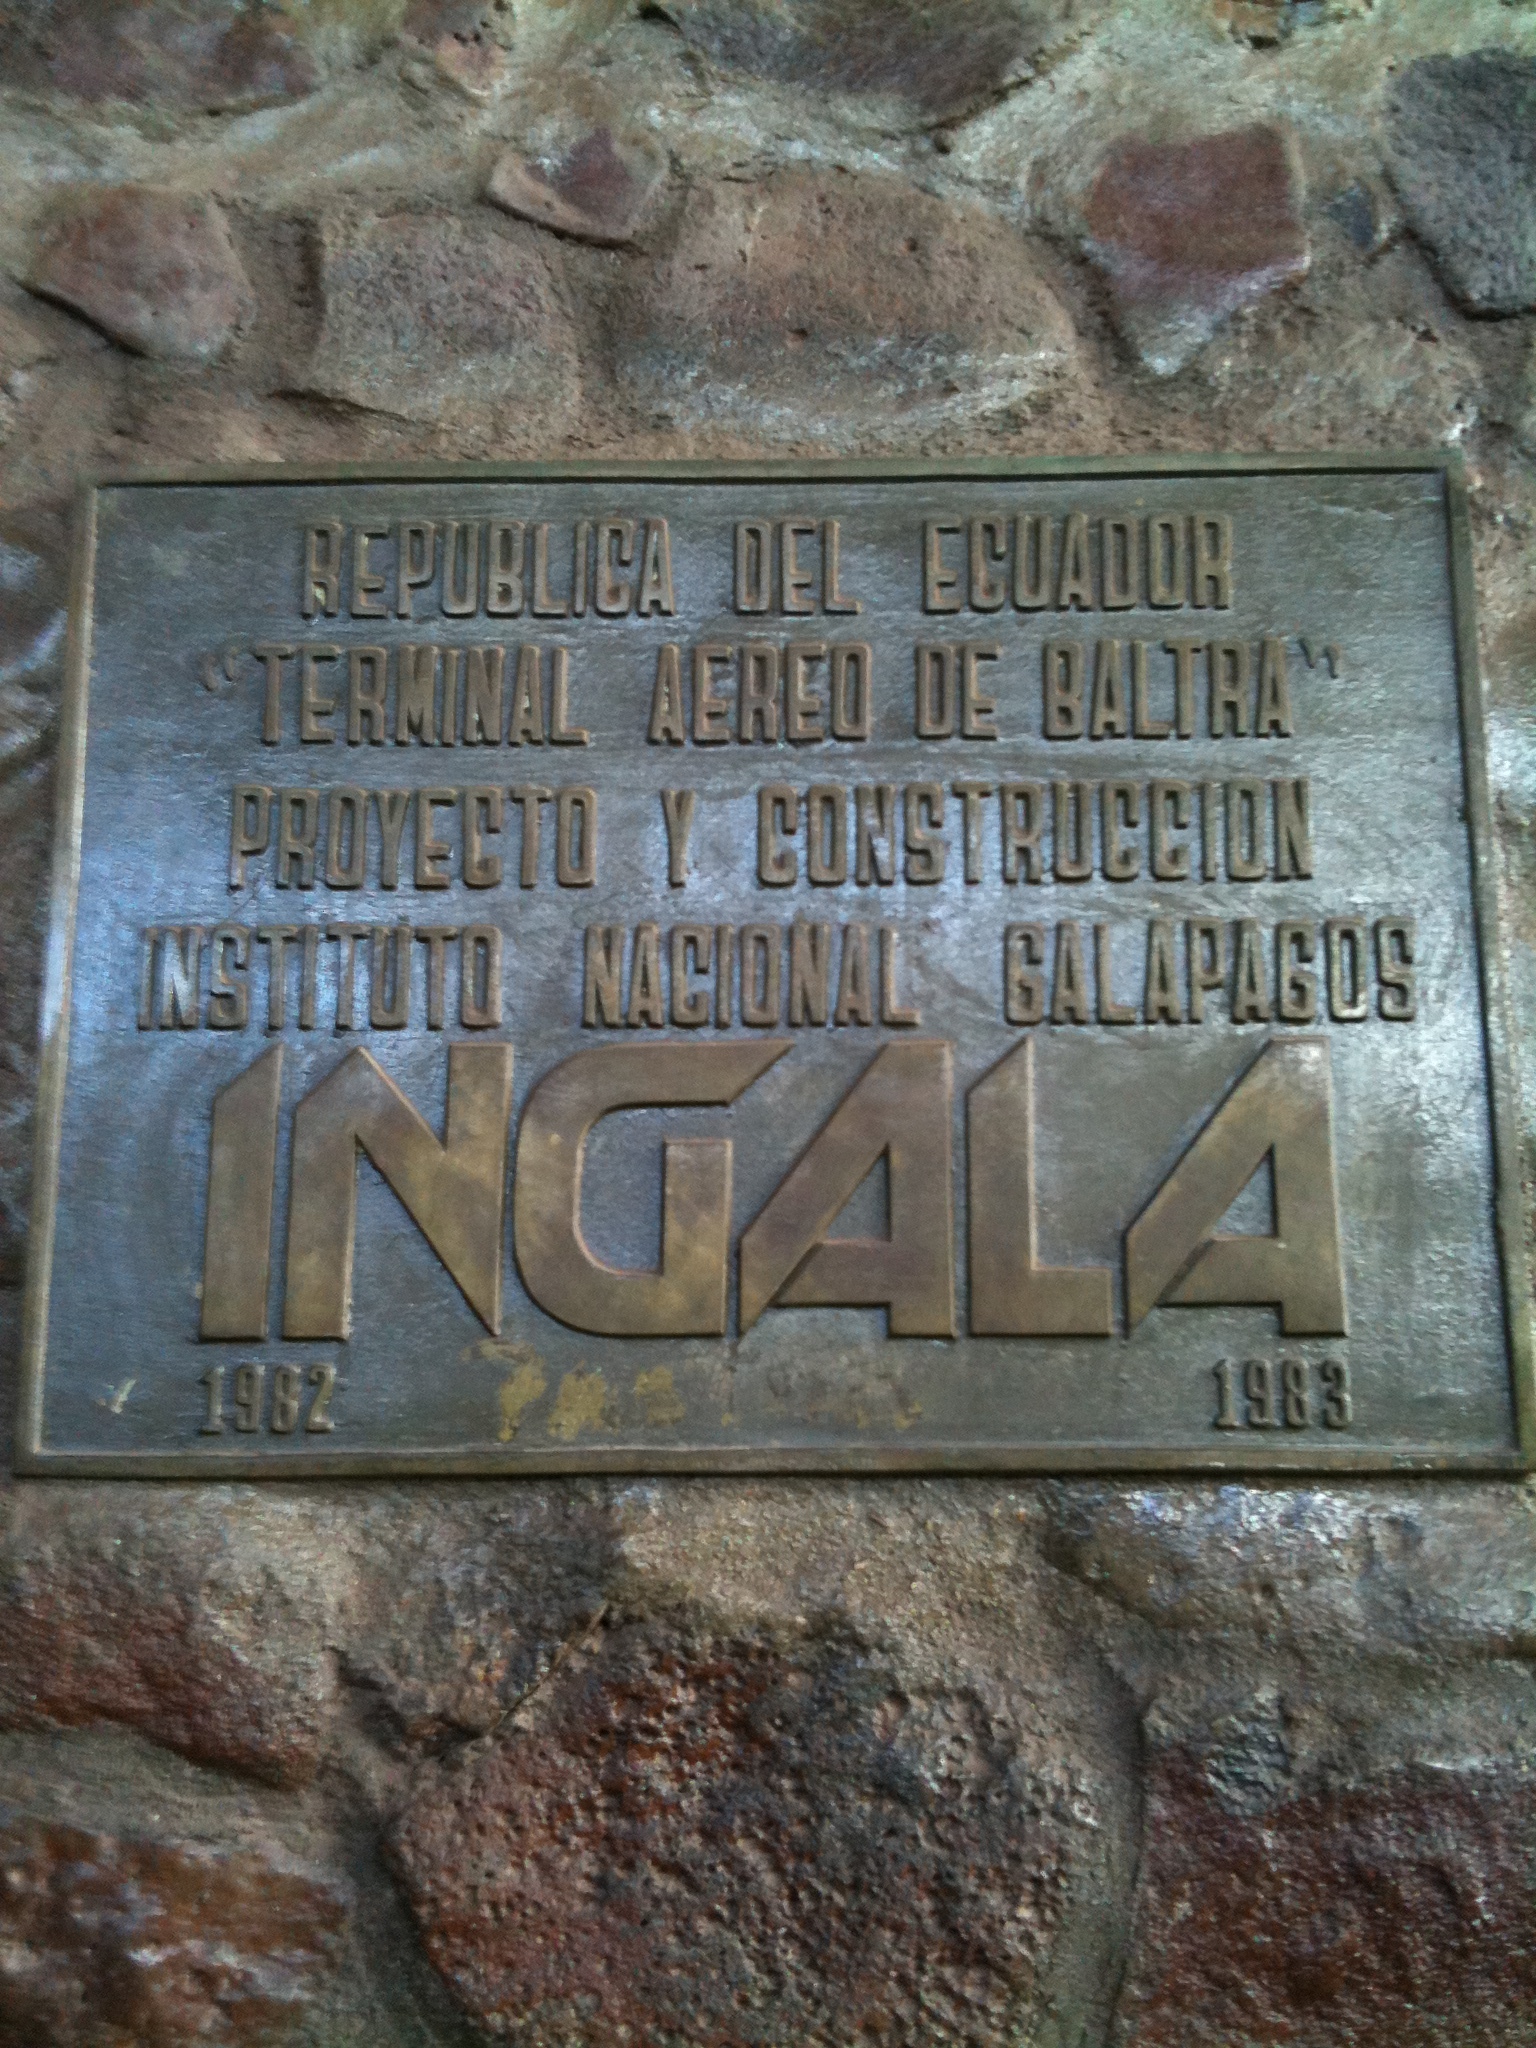 REPUBLICA DEL ECUADOR
"TERMINAL AEREO DE BALTRA"
PROYECTO Y CONSTRUCCION
INSTITUTO NACIONAL GALAPAGOS
INGALA
1982 1983